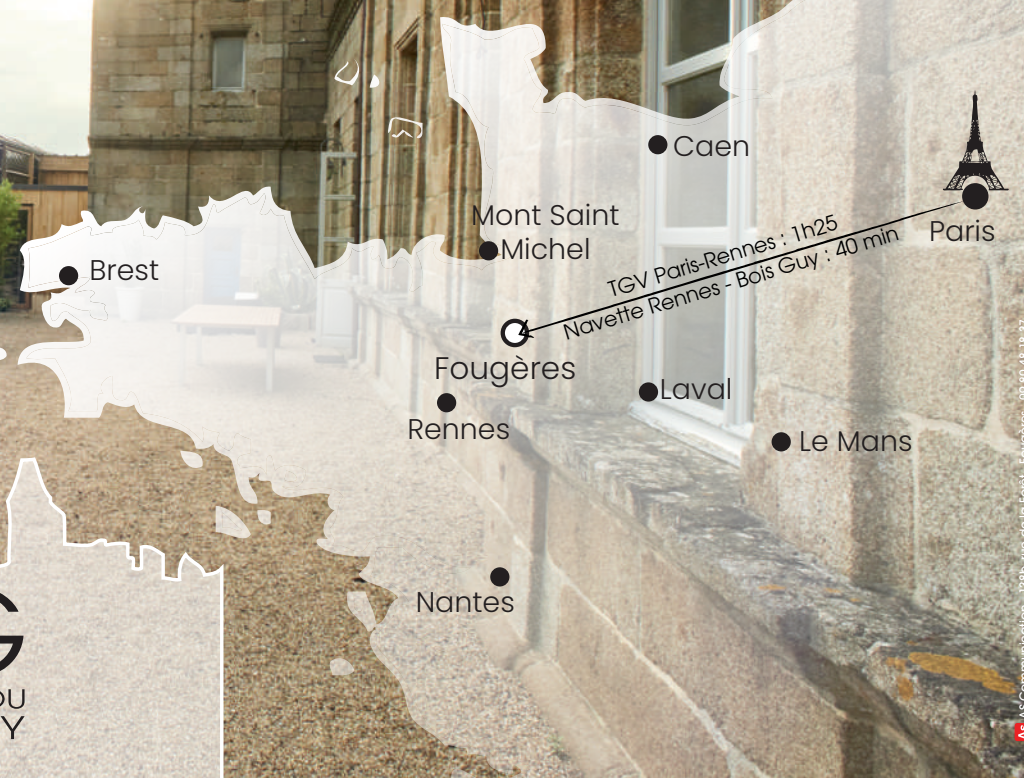 Caen
Mont Saint
Michel
Paris
TGV Paris-Rennes : 1h25
Navette Rennes - Bois Guy : 40 min
Brest
Fougères
Laval
Rennes
Le Mans
Nantes
G
DU
Y